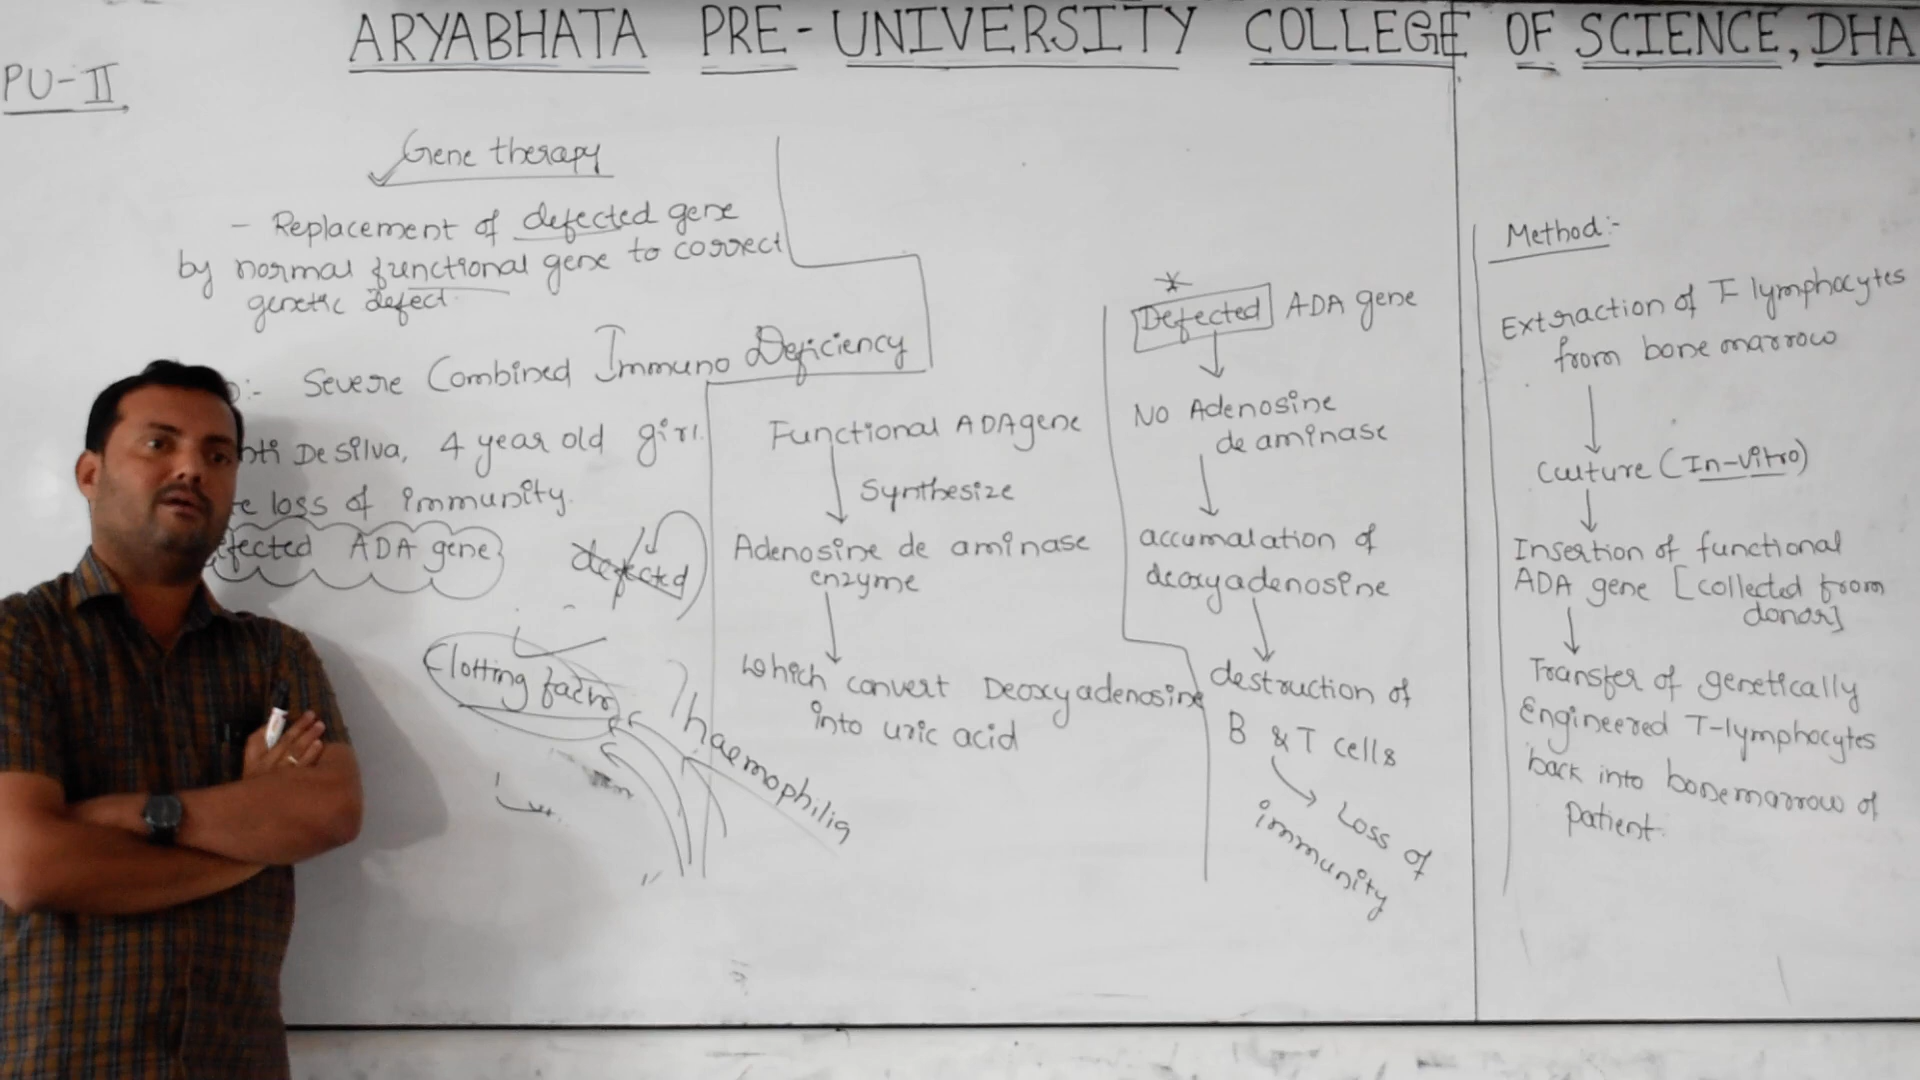 ARYABHATA PRE-UNIVERSITY COLLEGE OF SCIENCE, DHA
PU-II
Gene therapy
- Replacement of defected gene
by normal functional gene to correct
genetic defect
:- Severe Combined Immuno Deficiency
nti Desilva, 4 year old girl.
e loss of immunity.
efected ADA gene
defected
Clotting factor
haemophilia
Functional ADA gene
Synthesize
Adenosine de aminase
enzyme
which convert Deoxyadenosine
into uric acid
*
Defected ADA gene
No Adenosine
de aminase
accumalation of
deoxyadenosine
destruction of
B & T cells
Loss of
immunity
Method:-
Extraction of T lymphocytes
from bone marrow
Culture (In-vitro)
Insertion of functional
ADA gene [collected from
donor]
Transfer of genetically
Engineered T-lymphocytes
back into bonemarrow of
patient.